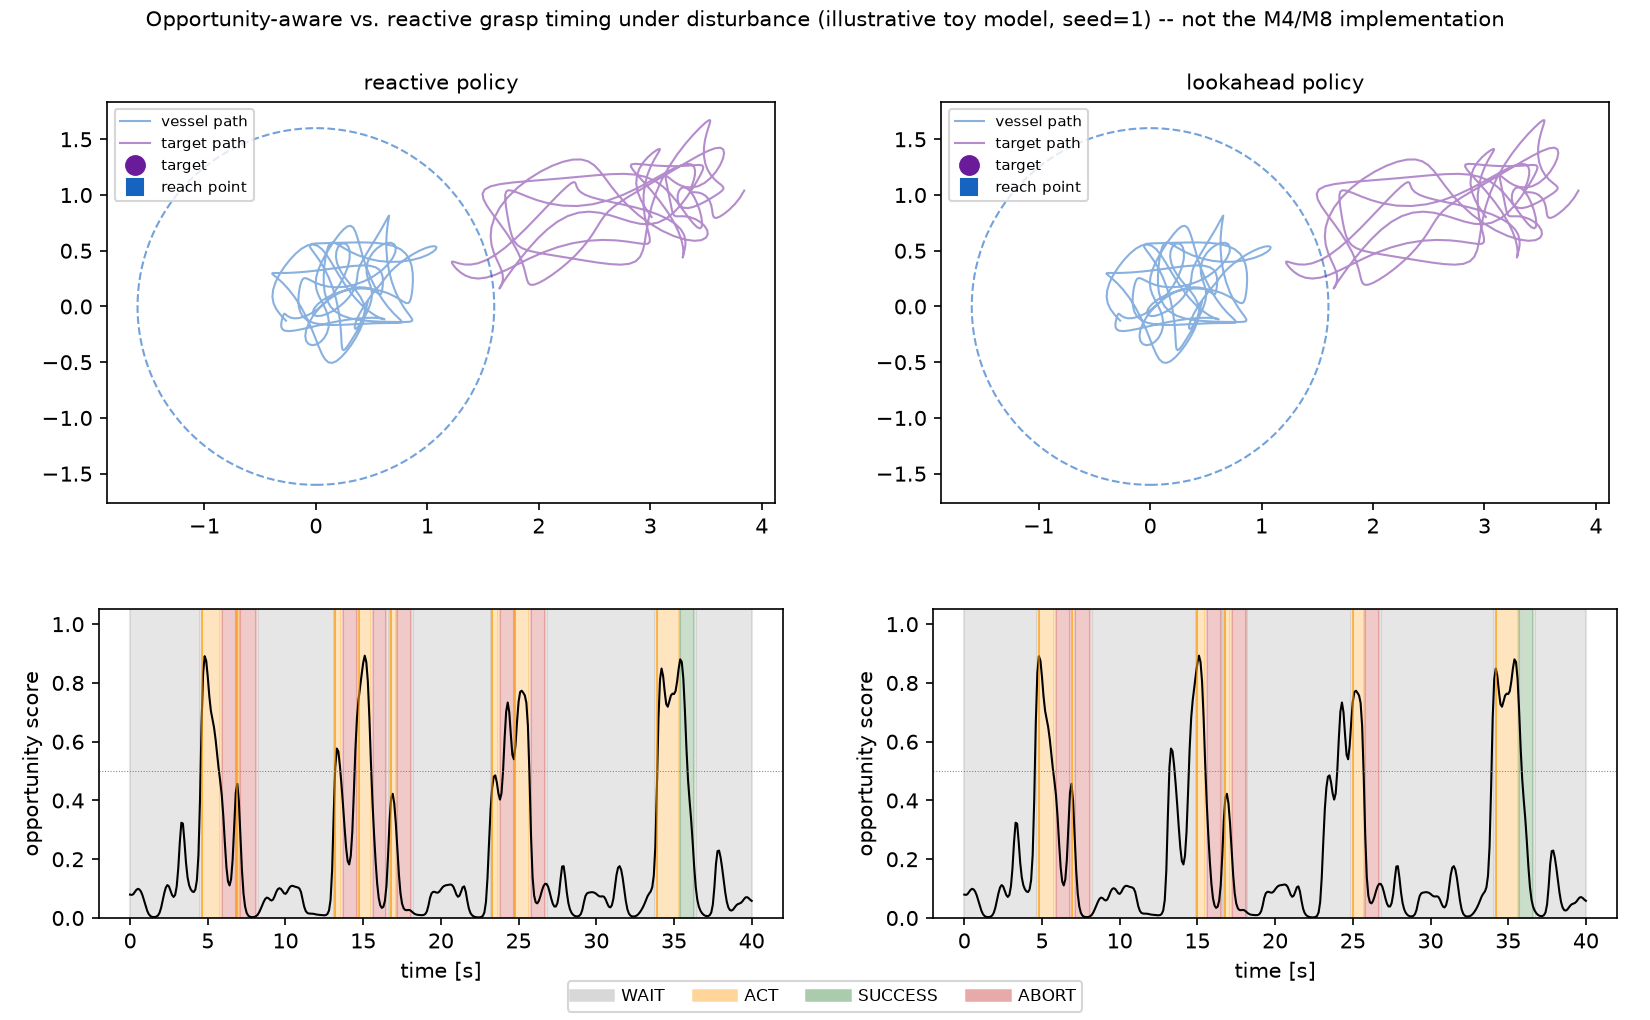 Opportunity-aware vs. reactive grasp timing under disturbance (illustrative toy model, seed=1) -- not the M4/M8 implementation
reactive policy
vessel path
target path
target
reach point
1.5
1.0
0.5
0.0
−0.5
−1.0
−1.5
−1 0 1 2 3 4
lookahead policy
vessel path
target path
target
reach point
1.5
1.0
0.5
0.0
−0.5
−1.0
−1.5
−1 0 1 2 3 4
opportunity score
1.0
0.8
0.6
0.4
0.2
0.0
0 5 10 15 20 25 30 35 40
time [s]
opportunity score
1.0
0.8
0.6
0.4
0.2
0.0
0 5 10 15 20 25 30 35 40
time [s]
WAIT ACT SUCCESS ABORT